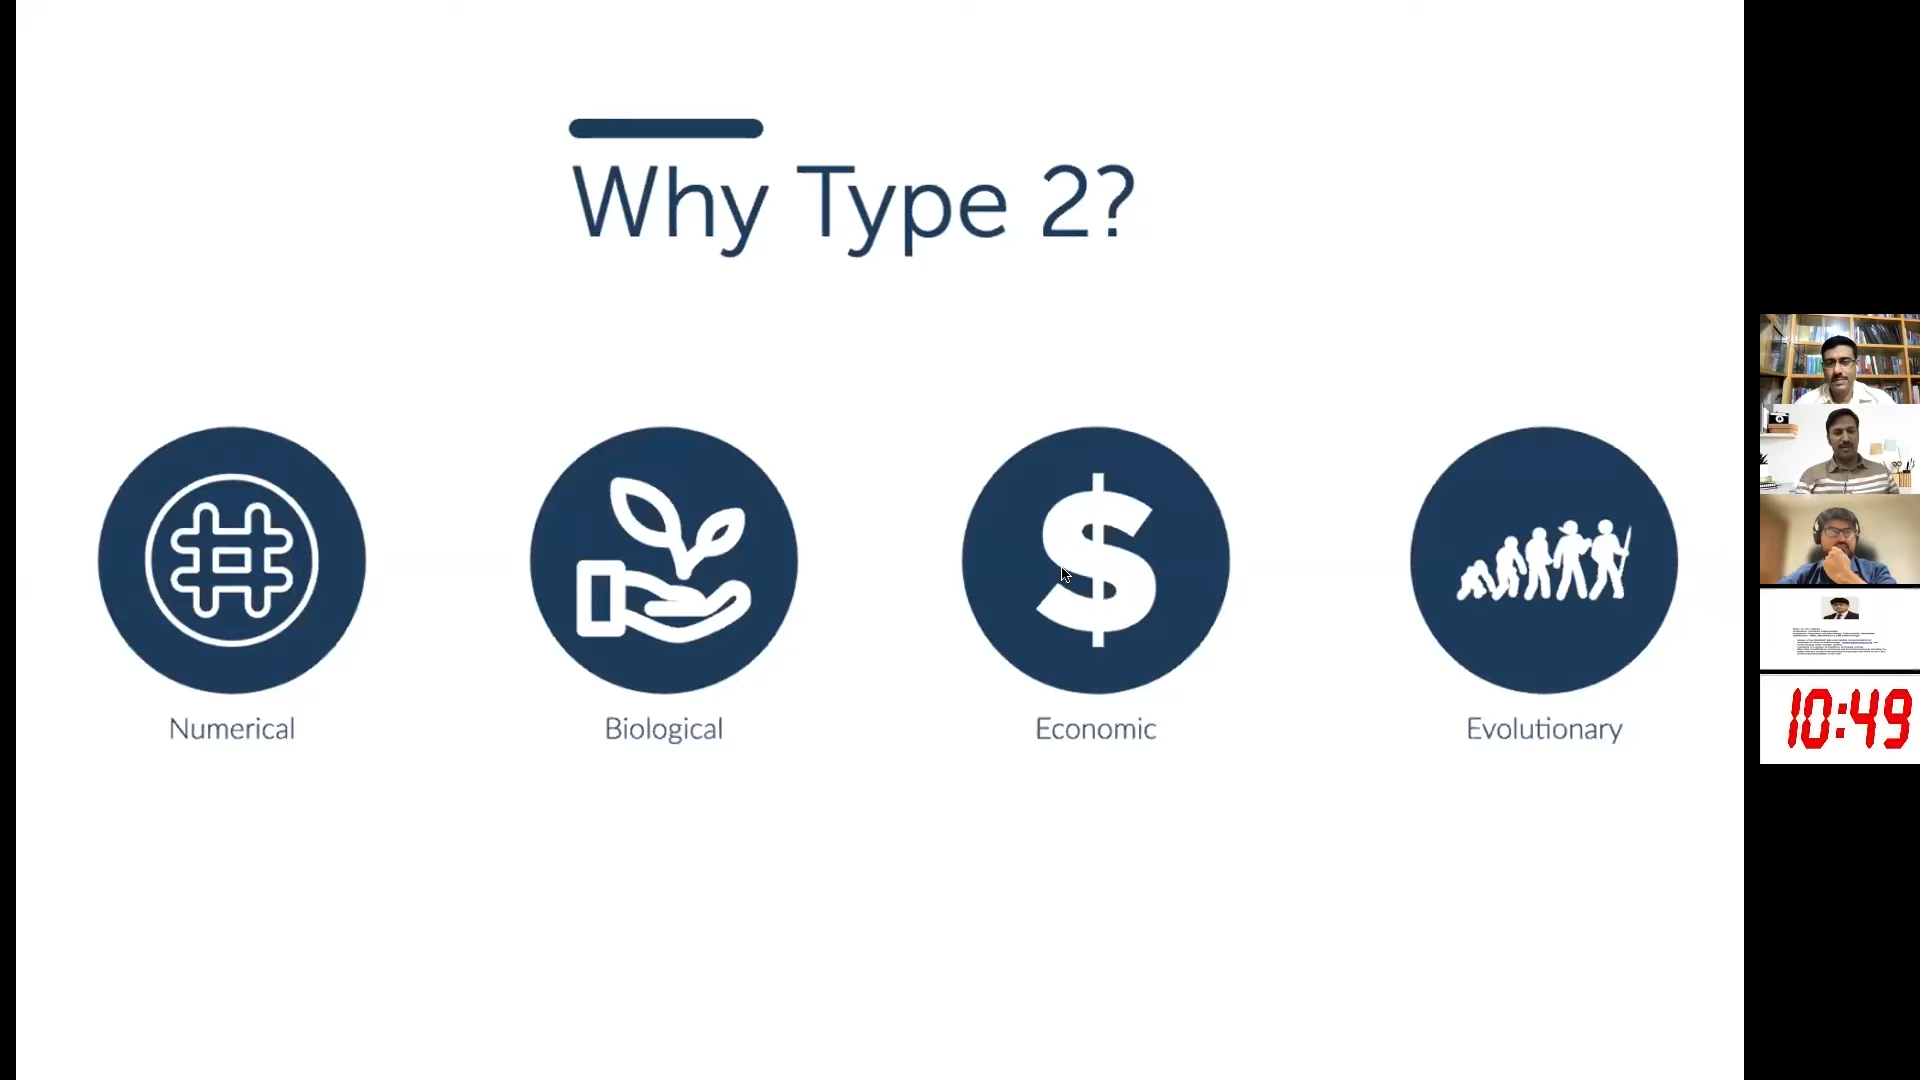 Why Type 2?
Numerical
Biological
Economic
Evolutionary
10:49